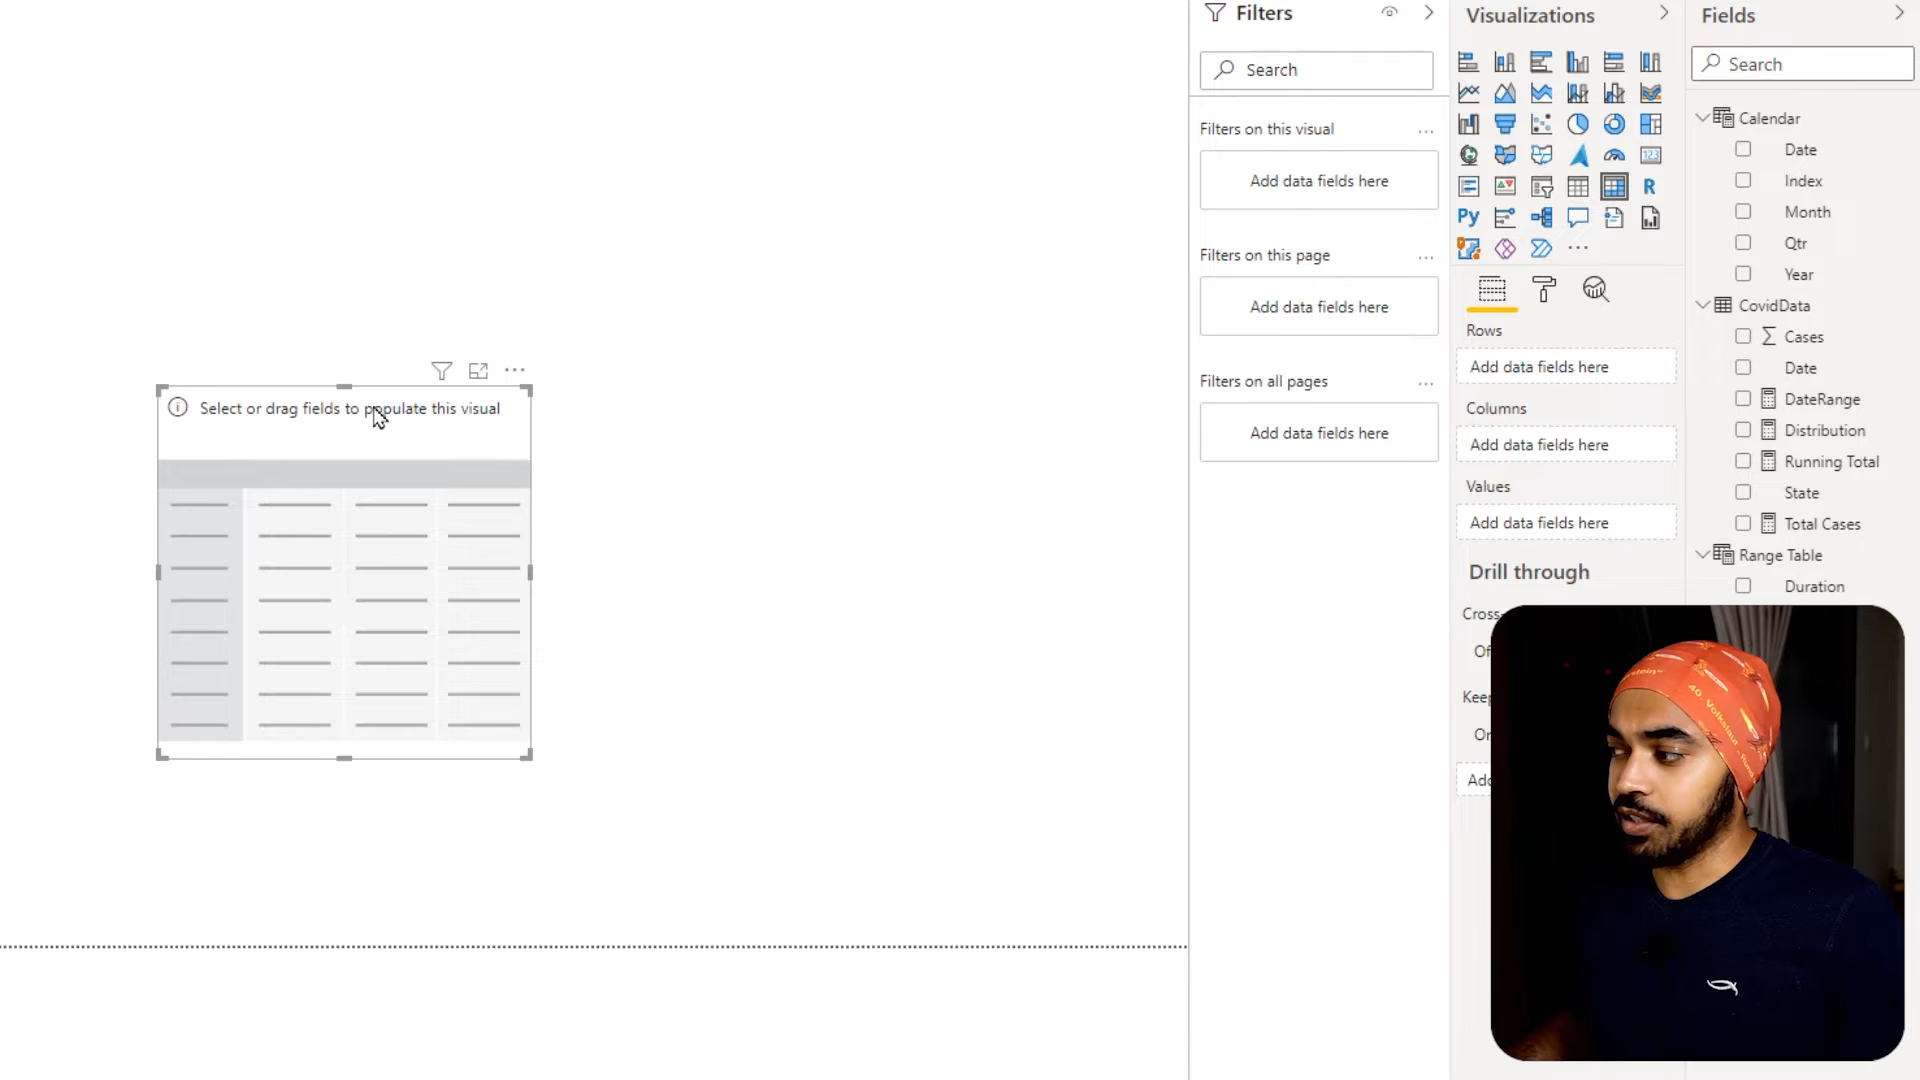 Select or drag fields to populate this visual
Filters
Search
Filters on this visual
...
Add data fields here
Filters on this page
...
Add data fields here
Filters on all pages
...
Add data fields here
Visualizations
123
R
Py
...
Rows
Add data fields here
Columns
Add data fields here
Values
Add data fields here
Drill through
Cross-
Of
Keep
Or
Add
Fields
Search
Calendar
Date
Index
Month
Qtr
Year
CovidData
Σ Cases
Date
DateRange
Distribution
Running Total
State
Total Cases
Range Table
Duration
40. Volkslauf